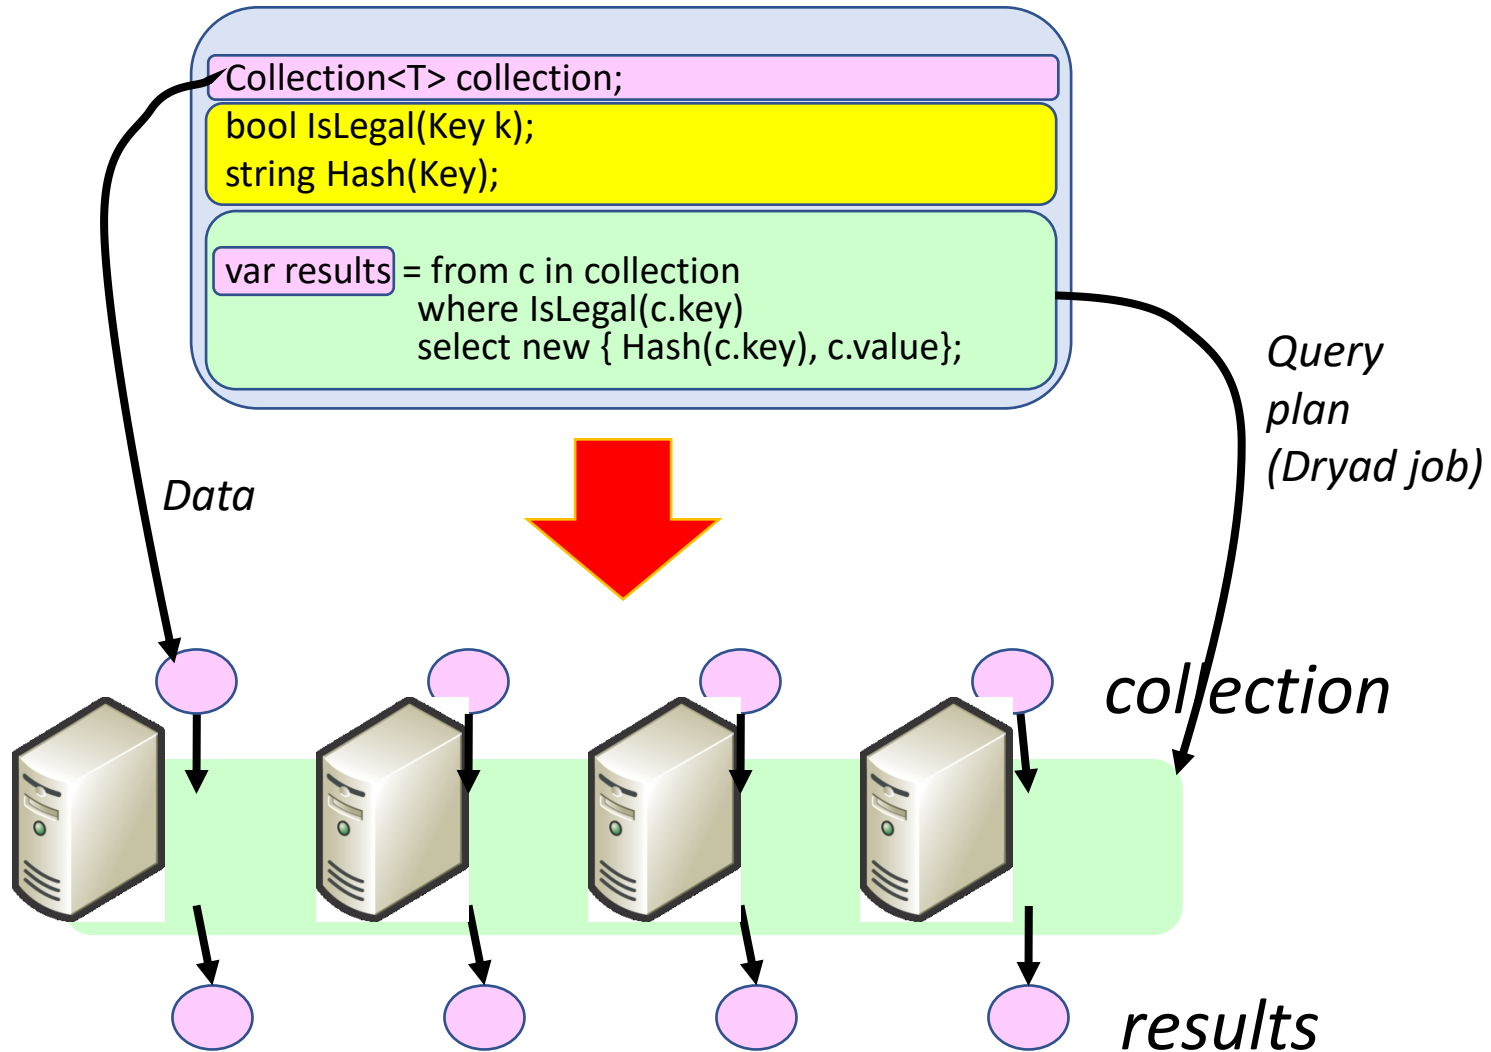 Collection<T> collection;
bool IsLegal(Key k);
string Hash(Key);
var results = from c in collection
where IsLegal(c.key)
select new { Hash(c.key), c.value};
Query
plan
(Dryad job)
Data
collection
results